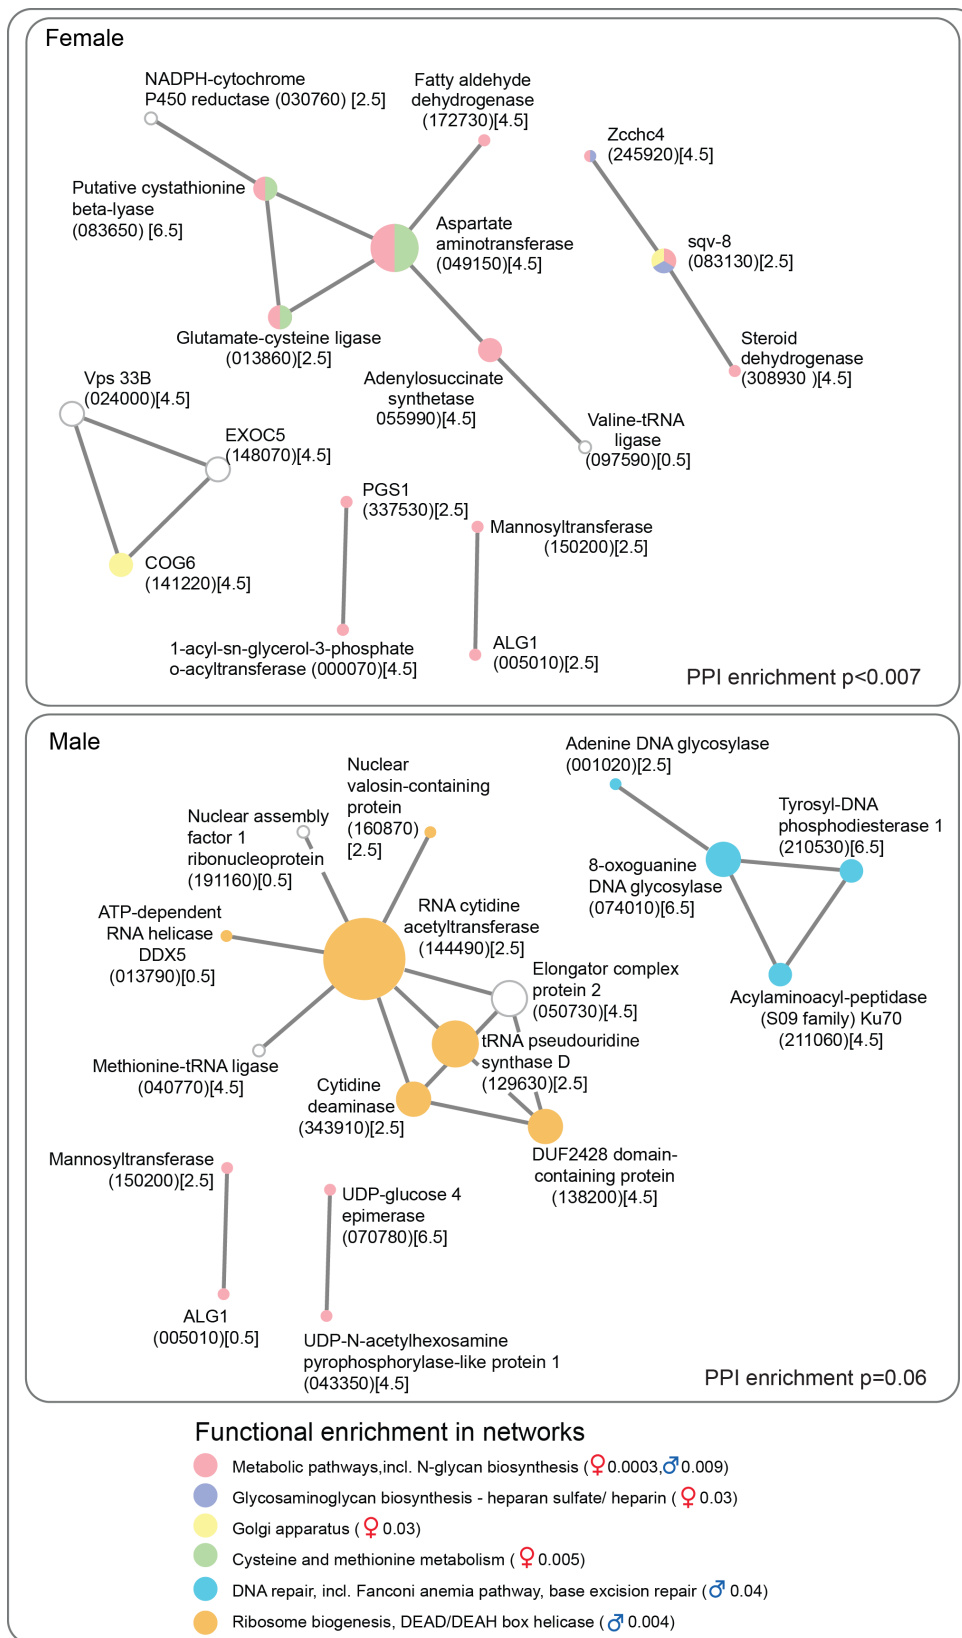 Female
NADPH-cytochrome
P450 reductase (030760) [2.5]
Fatty aldehyde
dehydrogenase
(172730)[4.5]
Zcchc4
(245920)[4.5]
Putative cystathionine
beta-lyase
(083650) [6.5]
Aspartate
aminotransferase
(049150)[4.5]
sqv-8
(083130)[2.5]
Glutamate-cysteine ligase
(013860)[2.5]
Steroid
dehydrogenase
(308930 )[4.5]
Adenylosuccinate
synthetase
055990)[4.5]
Vps 33B
(024000)[4.5]
EXOC5
(148070)[4.5]
Valine-tRNA
ligase
(097590)[0.5]
PGS1
(337530)[2.5]
Mannosyltransferase
(150200)[2.5]
COG6
(141220)[4.5]
1-acyl-sn-glycerol-3-phosphate
o-acyltransferase (000070)[4.5]
ALG1
(005010)[2.5]
PPI enrichment p<0.007
Male
Nuclear
valosin-containing
protein
(160870)
[2.5]
Adenine DNA glycosylase
(001020)[2.5]
Nuclear assembly
factor 1
ribonucleoprotein
(191160)[0.5]
Tyrosyl-DNA
phosphodiesterase 1
(210530)[6.5]
8-oxoguanine
DNA glycosylase
(074010)[6.5]
ATP-dependent
RNA helicase
DDX5
(013790)[0.5]
RNA cytidine
acetyltransferase
(144490)[2.5]
Elongator complex
protein 2
(050730)[4.5]
Acylaminoacyl-peptidase
(S09 family) Ku70
(211060)[4.5]
Methionine-tRNA ligase
(040770)[4.5]
tRNA pseudouridine
synthase D
(129630)[2.5]
Cytidine
deaminase
(343910)[2.5]
DUF2428 domain-
containing protein
(138200)[4.5]
Mannosyltransferase
(150200)[2.5]
UDP-glucose 4
epimerase
(070780)[6.5]
ALG1
(005010)[0.5]
UDP-N-acetylhexosamine
pyrophosphorylase-like protein 1
(043350)[4.5]
PPI enrichment p=0.06
Functional enrichment in networks
Metabolic pathways,incl. N-glycan biosynthesis (♀0.0003,♂0.009)
Glycosaminoglycan biosynthesis - heparan sulfate/ heparin (♀0.03)
Golgi apparatus (♀0.03)
Cysteine and methionine metabolism (♀0.005)
DNA repair, incl. Fanconi anemia pathway, base excision repair (♂0.04)
Ribosome biogenesis, DEAD/DEAH box helicase (♂0.004)